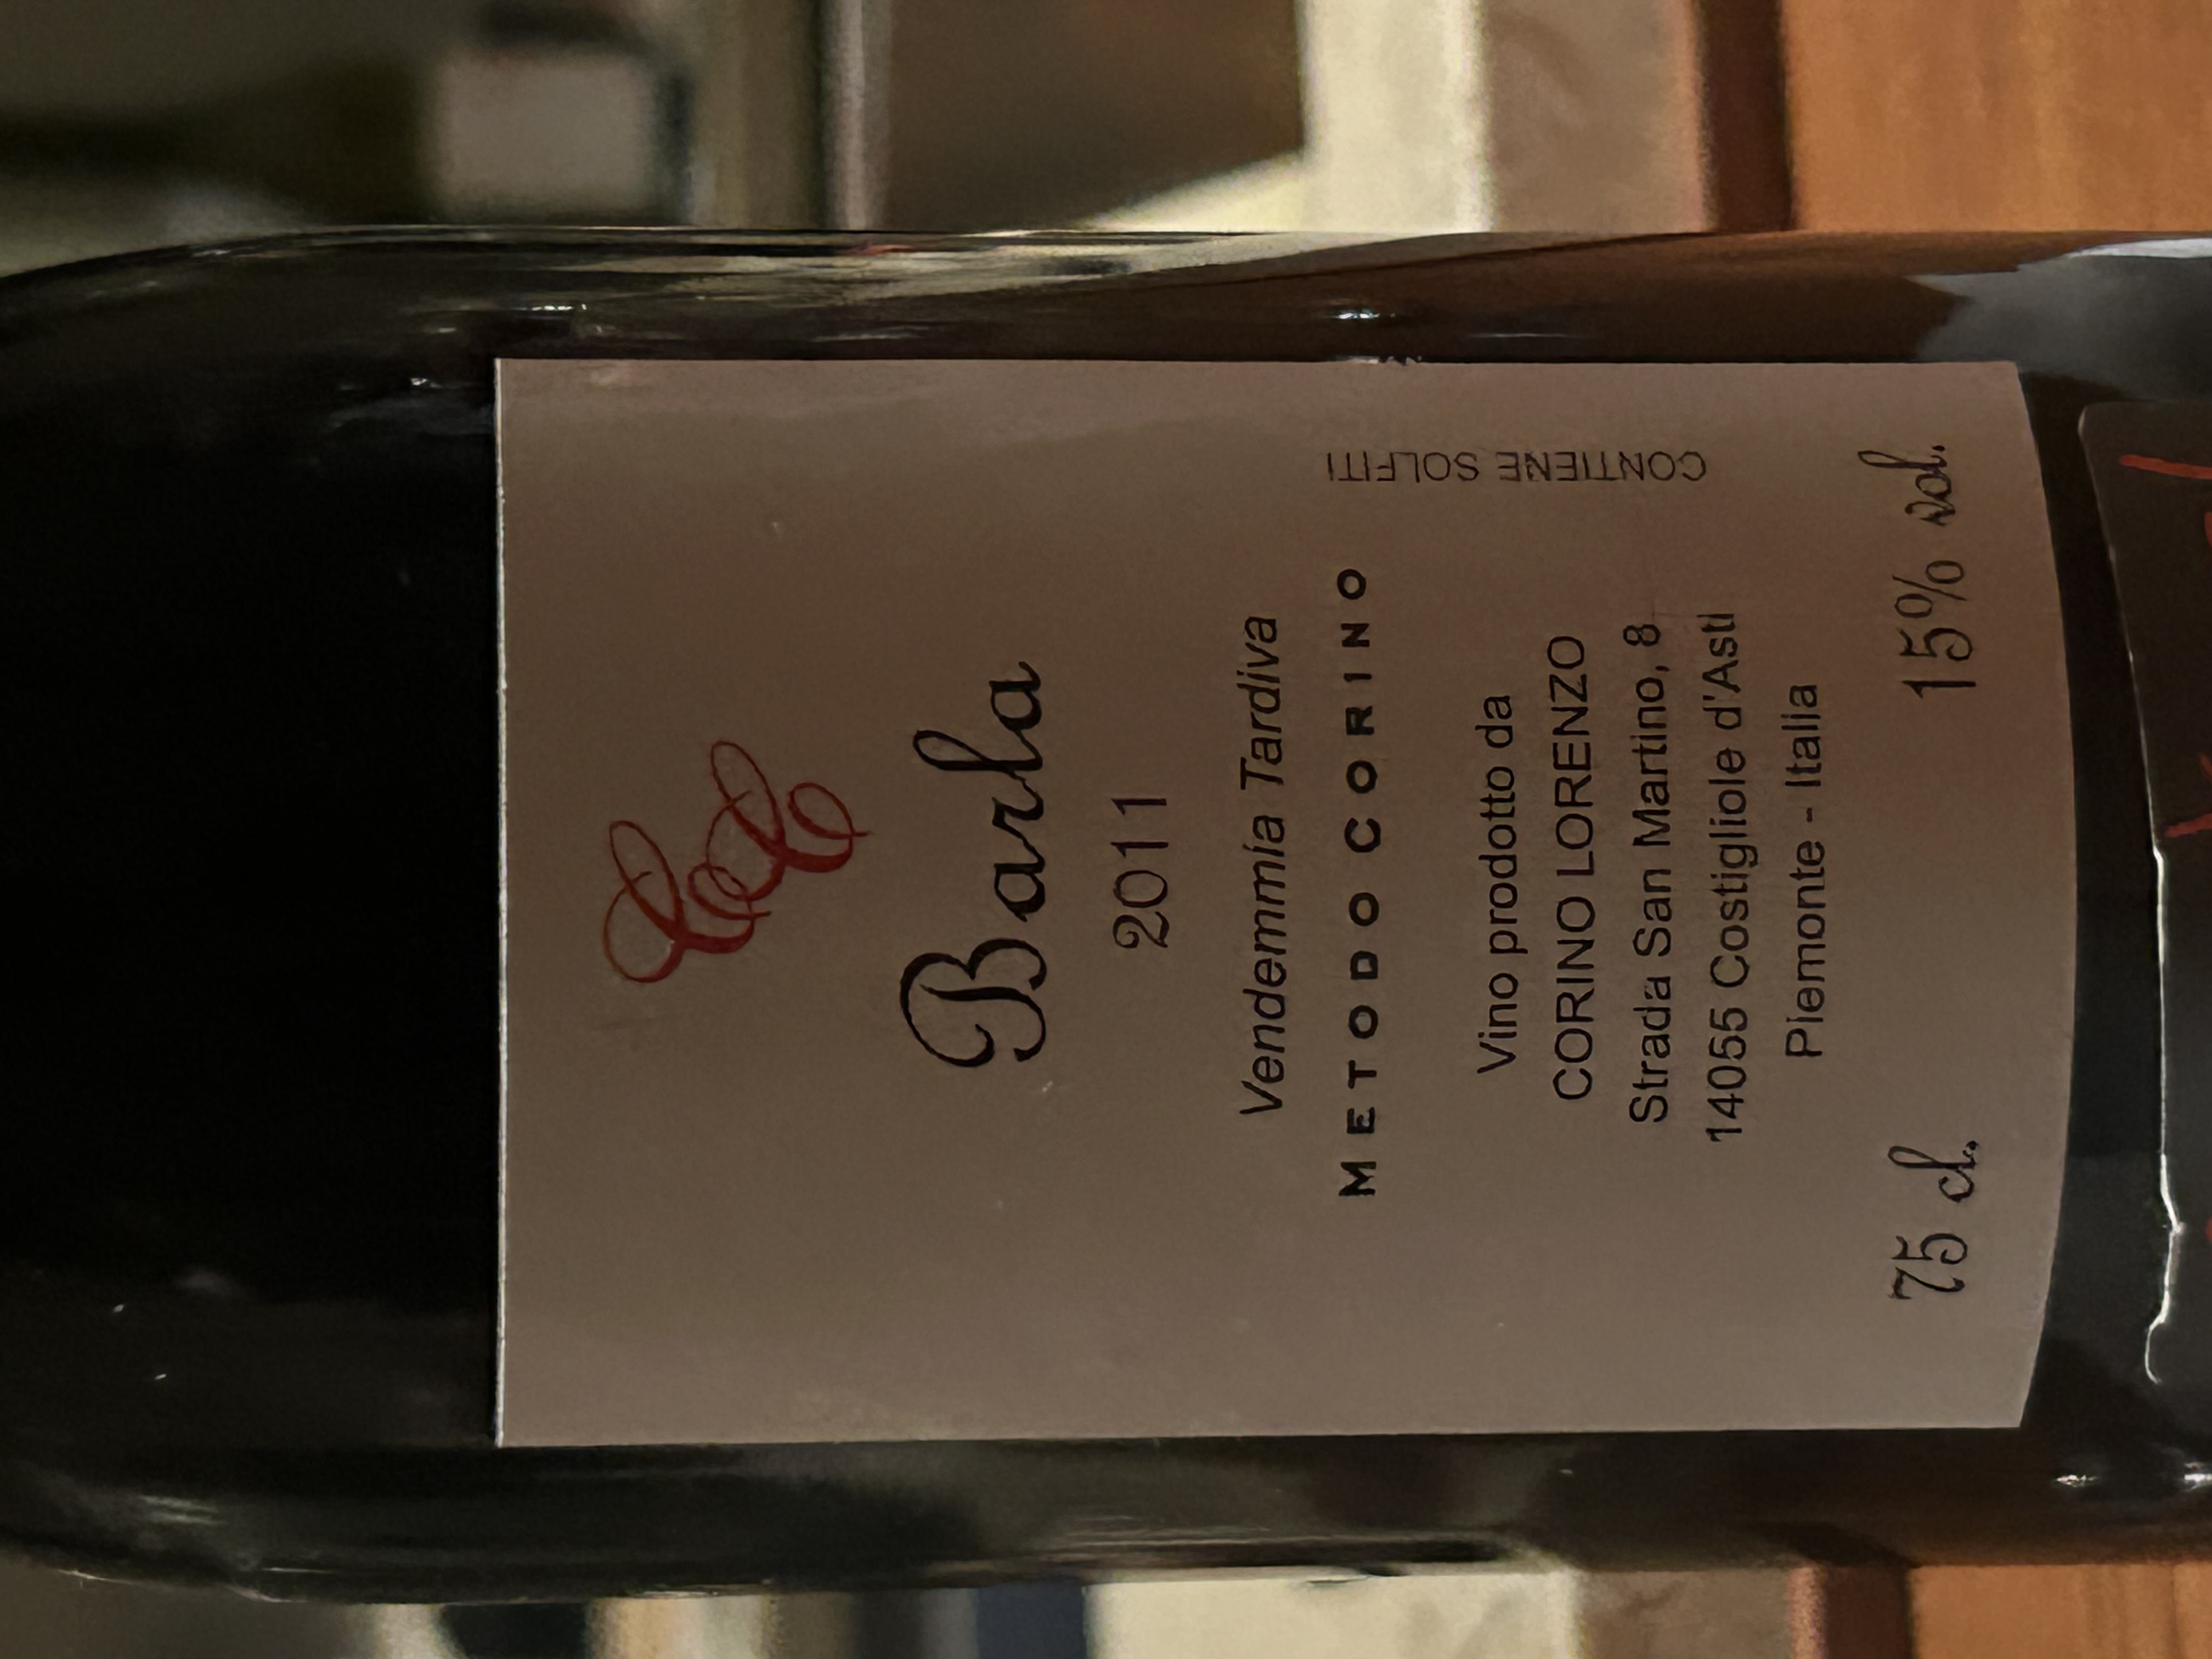 Barla
2011
Vendemmia Tardiva
METODO CORINO
Vino prodotto da
CORINO LORENZO
Strada San Martino, 8
14055 Costigliole d'Asti
Piemonte - Italia
75 cl.
15% vol.
CONTIENE SOLFITI